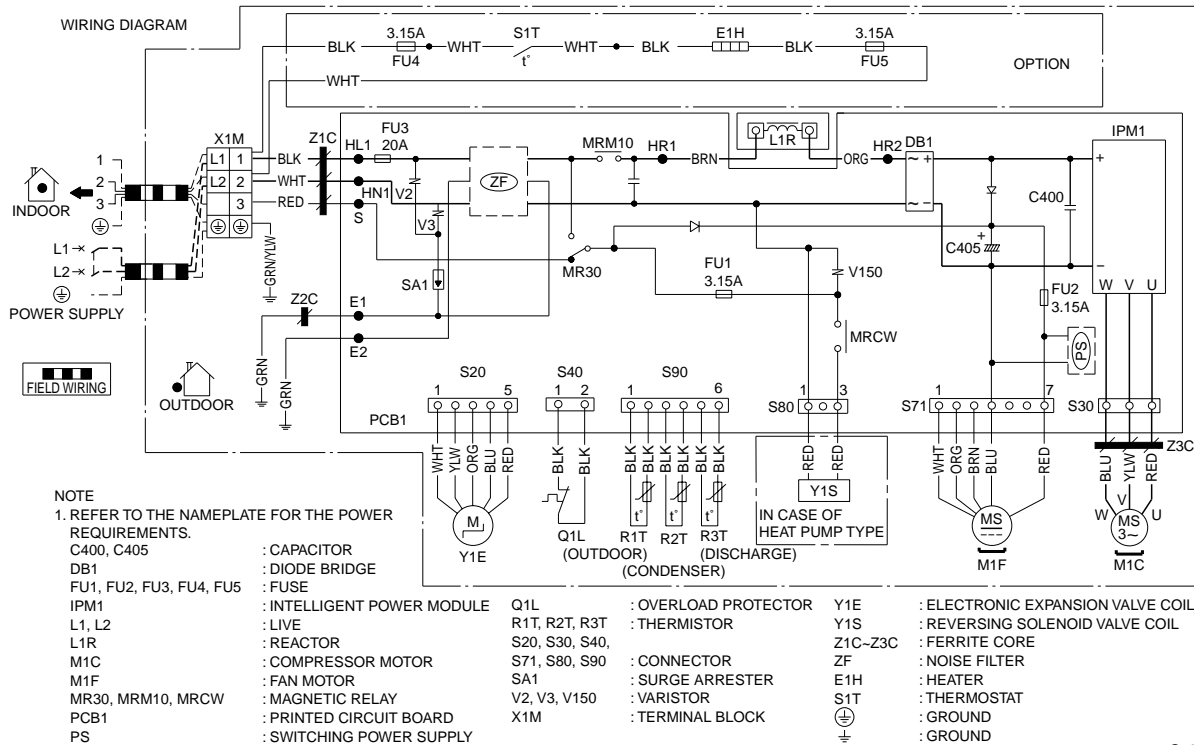 WIRING DIAGRAM
3.15A S1T E1H 3.15A
BLK WHT WHT BLK BLK
FU4 t° FU5
OPTION
WHT
X1M Z1C HL1 FU3 20A MRM10 HR1 BRN L1R ORG HR2 DB1 IPM1
1 L1 1 BLK
2 L2 2 WHT HN1 V2 ZF
3 3 RED S V3
INDOOR
C400
+
−
~ +
~ −
C405 +
L1
L2
POWER SUPPLY
GRN/YLW
SA1 MR30 FU1 3.15A V150 FU2 3.15A W V U
Z2C E1
E2
MRCW PS
GRN GRN
FIELD WIRING
OUTDOOR
S20 S40 S90
1 5 1 2 1 6 S80 1 3 S71 1 7 S30
PCB1
Z3C
WHT YLW ORG BLU RED BLK BLK BLK BLK BLK BLK BLK BLK RED RED WHT ORG BRN BLU RED BLU YLW RED
M Y1E
Q1L R1T t° R2T t° R3T t°
(OUTDOOR) (DISCHARGE)
(CONDENSER)
Y1S
IN CASE OF
HEAT PUMP TYPE
MS M1F
W V U
MS 3~ M1C
NOTE
1. REFER TO THE NAMEPLATE FOR THE POWER
REQUIREMENTS.
C400, C405 : CAPACITOR
DB1 : DIODE BRIDGE
FU1, FU2, FU3, FU4, FU5 : FUSE
IPM1 : INTELLIGENT POWER MODULE
L1, L2 : LIVE
L1R : REACTOR
M1C : COMPRESSOR MOTOR
M1F : FAN MOTOR
MR30, MRM10, MRCW : MAGNETIC RELAY
PCB1 : PRINTED CIRCUIT BOARD
PS : SWITCHING POWER SUPPLY
Q1L : OVERLOAD PROTECTOR
R1T, R2T, R3T : THERMISTOR
S20, S30, S40,
S71, S80, S90 : CONNECTOR
SA1 : SURGE ARRESTER
V2, V3, V150 : VARISTOR
X1M : TERMINAL BLOCK
Y1E : ELECTRONIC EXPANSION VALVE COIL
Y1S : REVERSING SOLENOID VALVE COIL
Z1C~Z3C : FERRITE CORE
ZF : NOISE FILTER
E1H : HEATER
S1T : THERMOSTAT
: GROUND
: GROUND